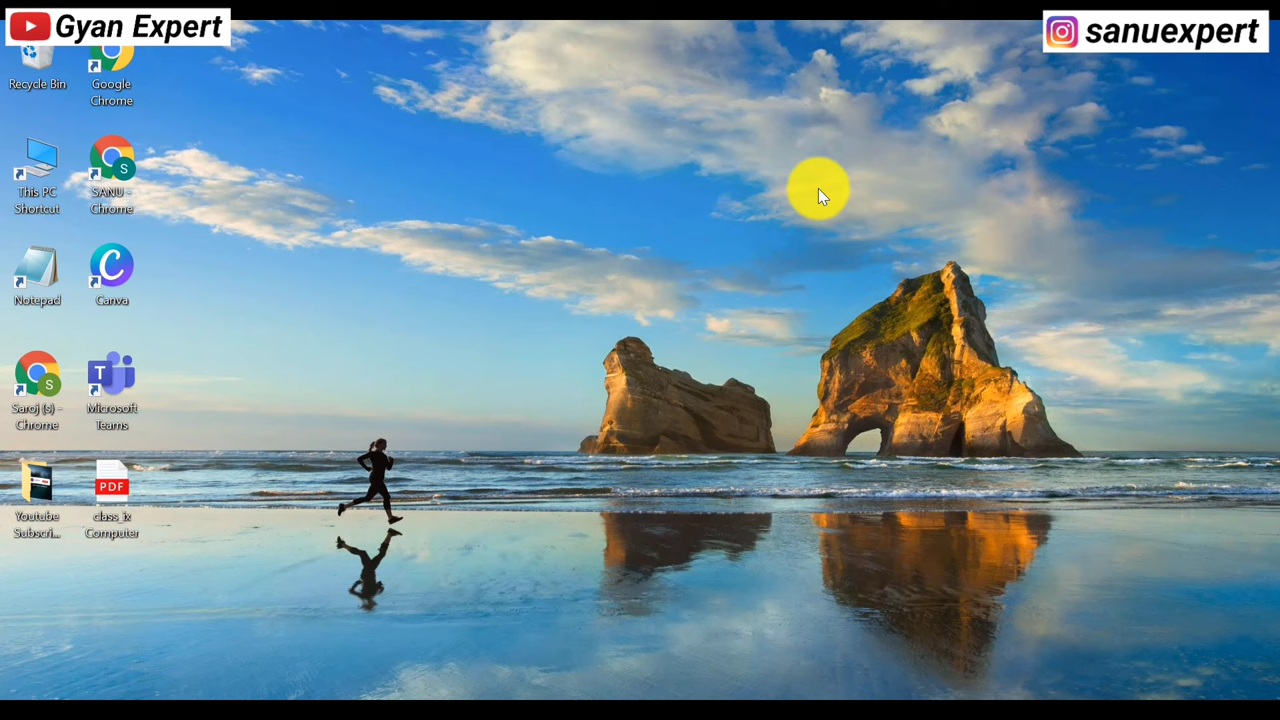 Gyan Expert
sanuexpert
Recycle Bin
Google
Chrome
This PC
Shortcut
S
SANU -
Chrome
Notepad
C
Canva
S
Saroj (s) -
Chrome
T
Microsoft
Teams
Youtube
Subscri...
PDF
class_ix
Computer